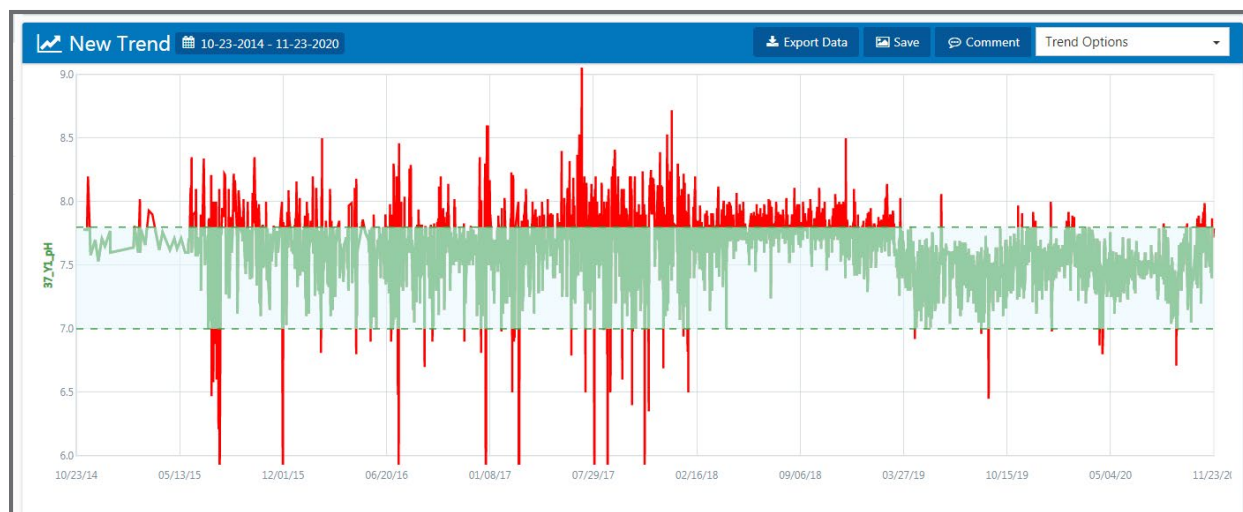 New Trend 10-23-2014 - 11-23-2020 Export Data Save Comment Trend Options
9.0
8.5
8.0
7.5
7.0
6.5
6.0
37_Y1_pH
10/23/14 05/13/15 12/01/15 06/20/16 01/08/17 07/29/17 02/16/18 09/06/18 03/27/19 10/15/19 05/04/20 11/23/20